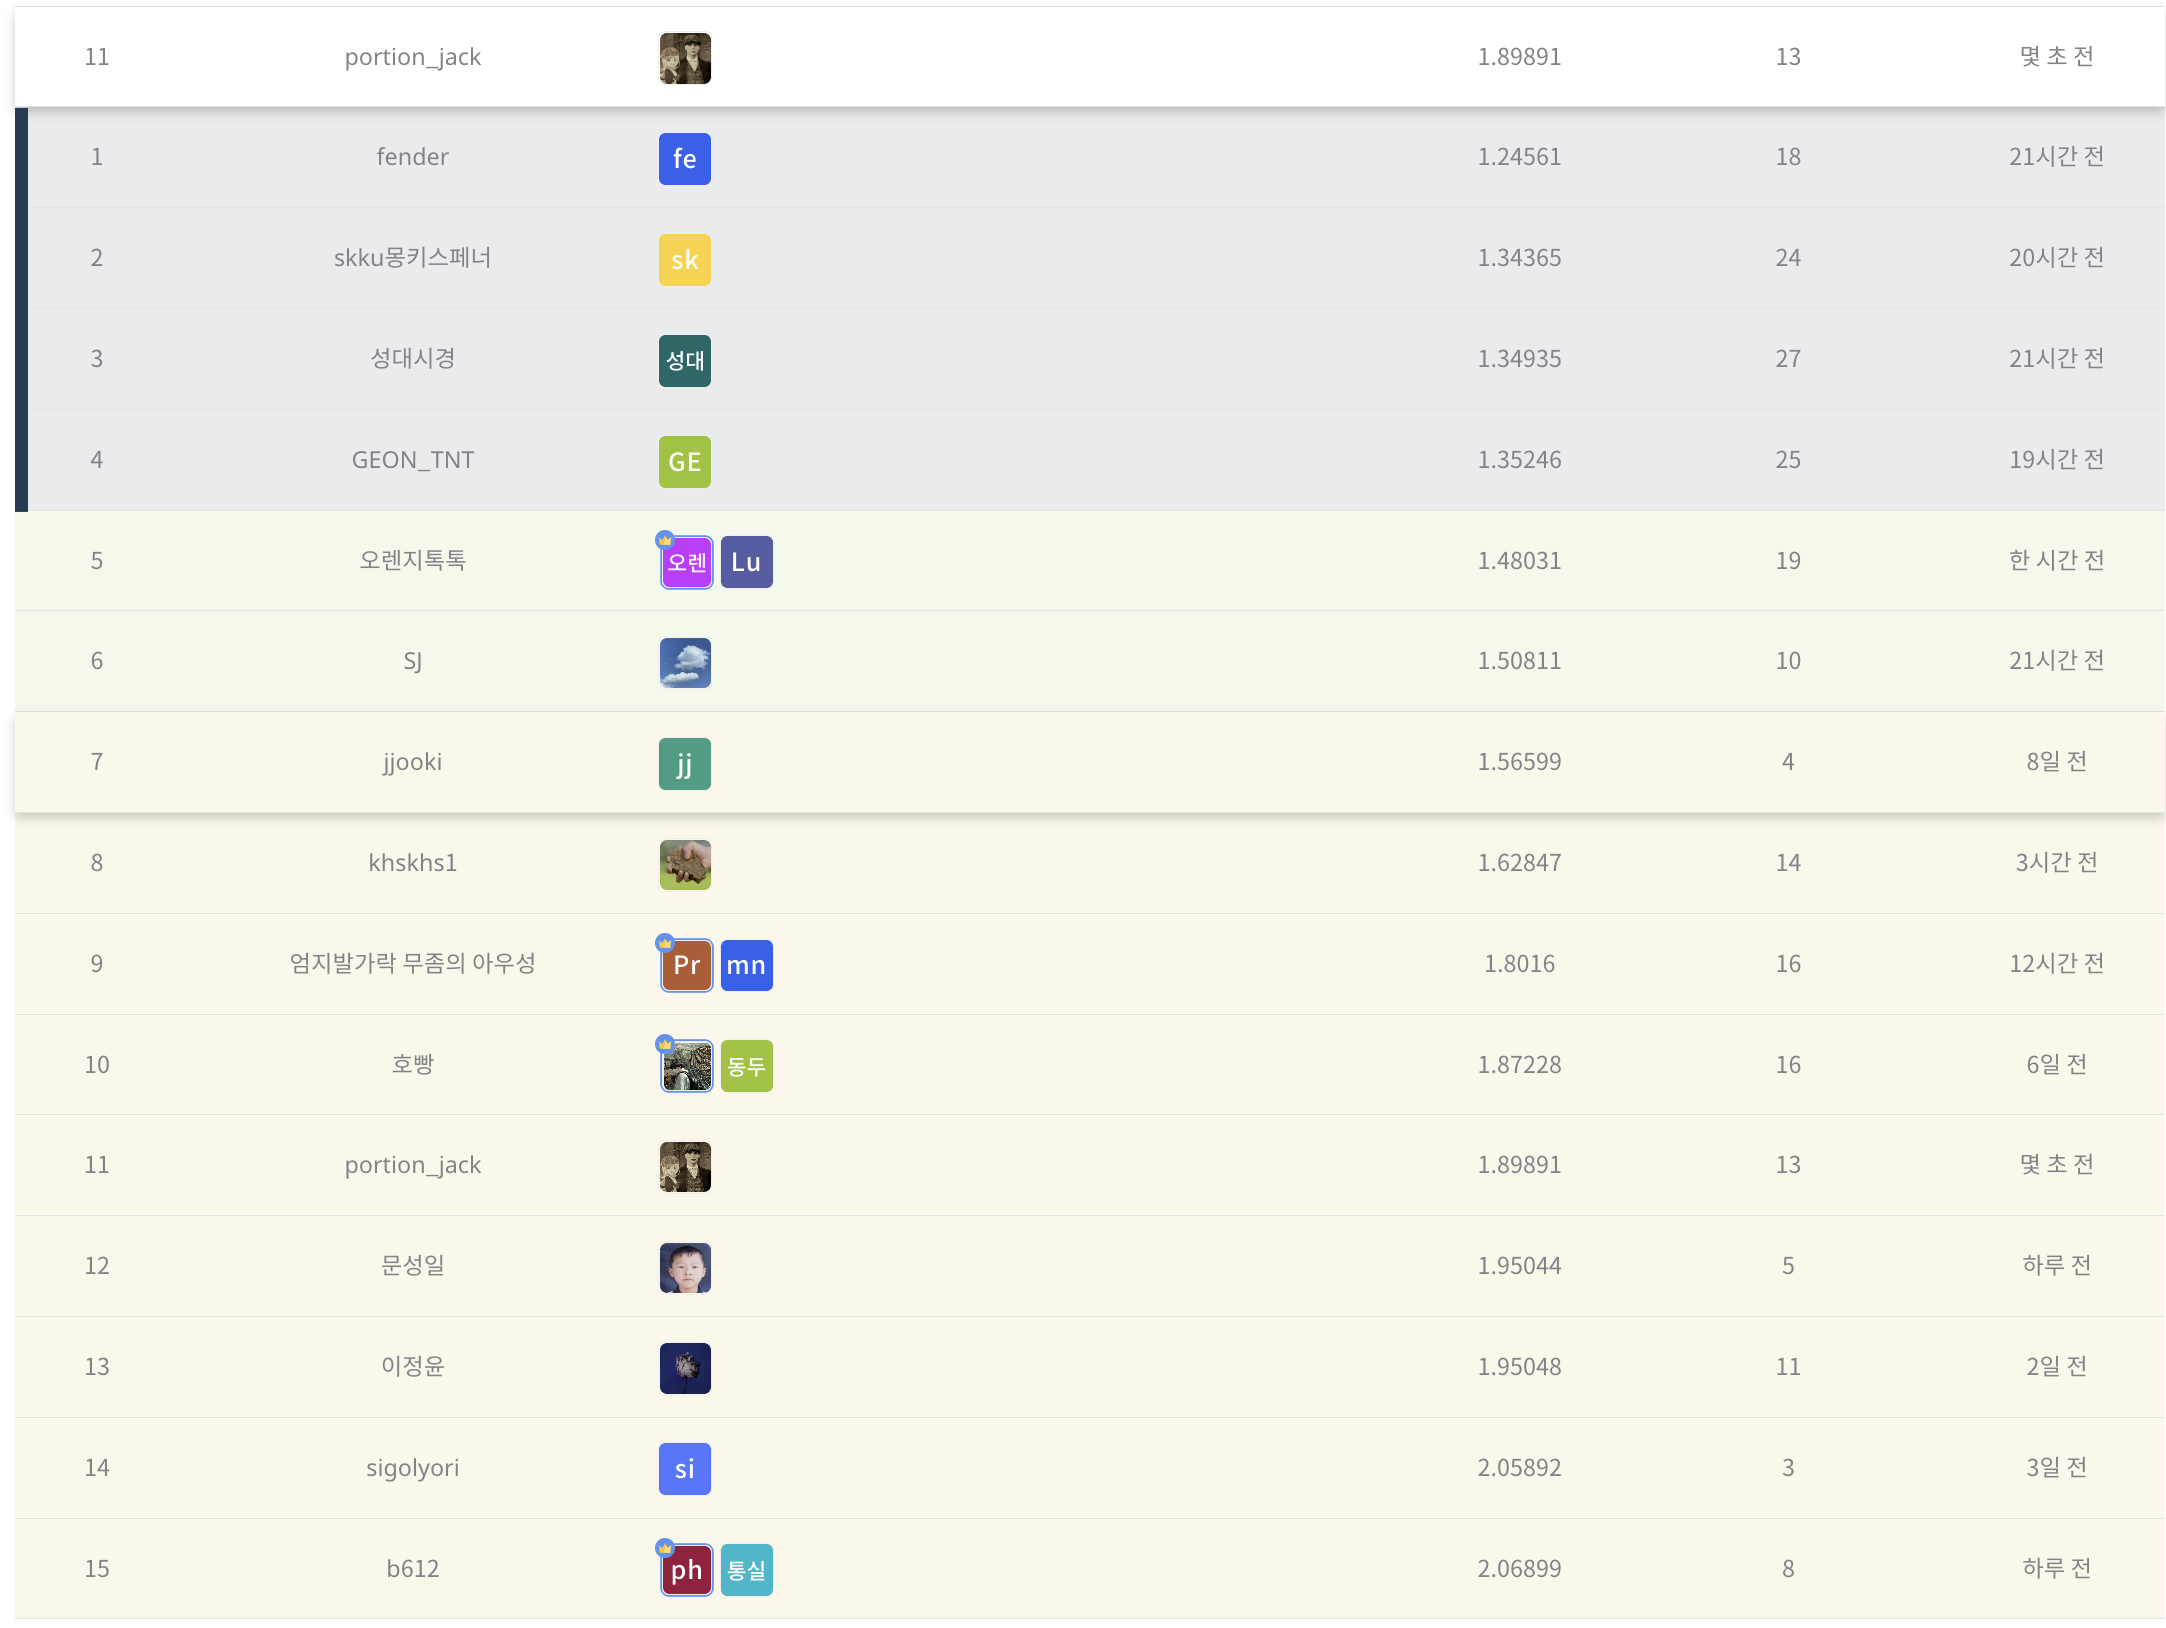 11 portion_jack 1.89891 13 몇 초 전
1 fender fe 1.24561 18 21시간 전
2 skku몽키스페너 sk 1.34365 24 20시간 전
3 성대시경 성대 1.34935 27 21시간 전
4 GEON_TNT GE 1.35246 25 19시간 전
5 오렌지톡톡 오렌 Lu 1.48031 19 한 시간 전
6 SJ 1.50811 10 21시간 전
7 jjooki jj 1.56599 4 8일 전
8 khskhs1 1.62847 14 3시간 전
9 엄지발가락 무좀의 아우성 Pr mn 1.8016 16 12시간 전
10 호빵 동두 1.87228 16 6일 전
11 portion_jack 1.89891 13 몇 초 전
12 문성일 1.95044 5 하루 전
13 이정윤 1.95048 11 2일 전
14 sigolyori si 2.05892 3 3일 전
15 b612 ph 통실 2.06899 8 하루 전